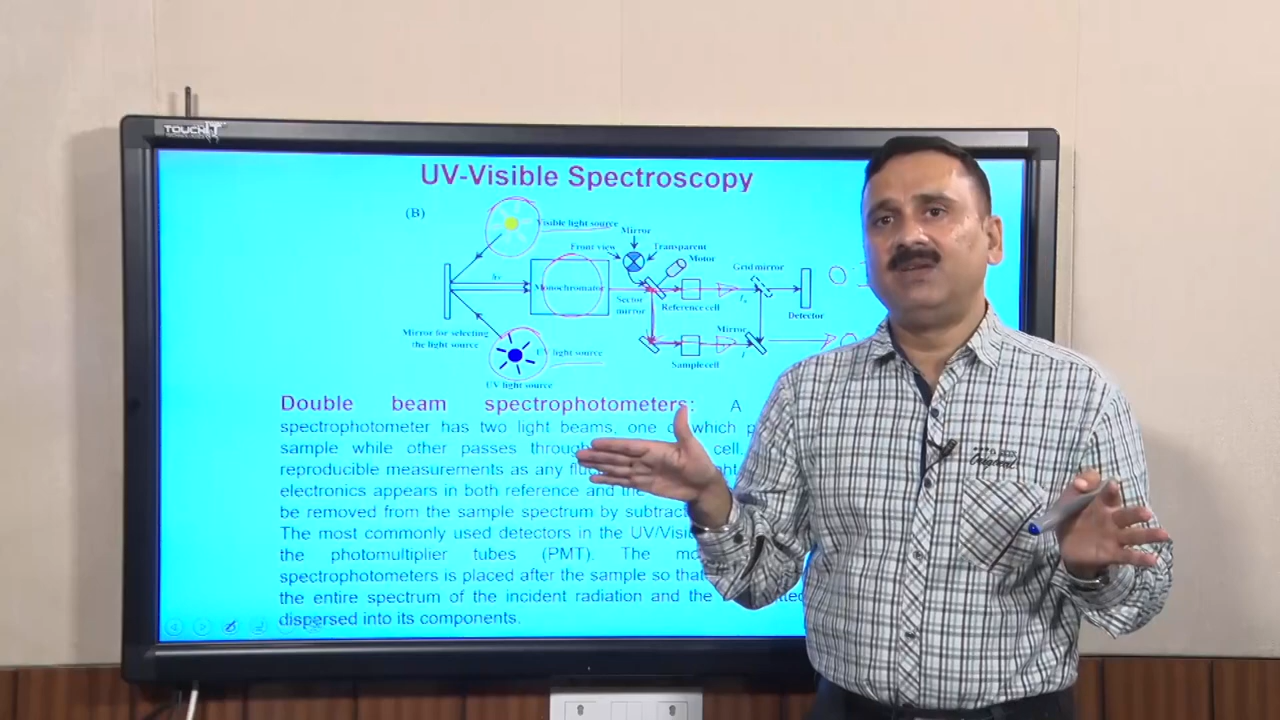 TOUCHIT
UV-Visible Spectroscopy
(B)
Visible light source
Mirror
Front view
Transparent
Motor
Grid mirror
Monochromator
Sector
mirror
Reference cell
Detector
Mirror for selecting
the light source
Mirror
UV light source
Sample cell
I
UV light source
Double beam spectrophotometers: A
spectrophotometer has two light beams, one of which
sample while other passes through cell,
reproducible measurements as any
electronics appears in both reference and the
be removed from the sample spectrum by
The most commonly used detectors in the
the photomultiplier tubes (PMT). The
spectrophotometers is placed after the sample so that
the entire spectrum of the incident radiation and the
dispersed into its components.
Original